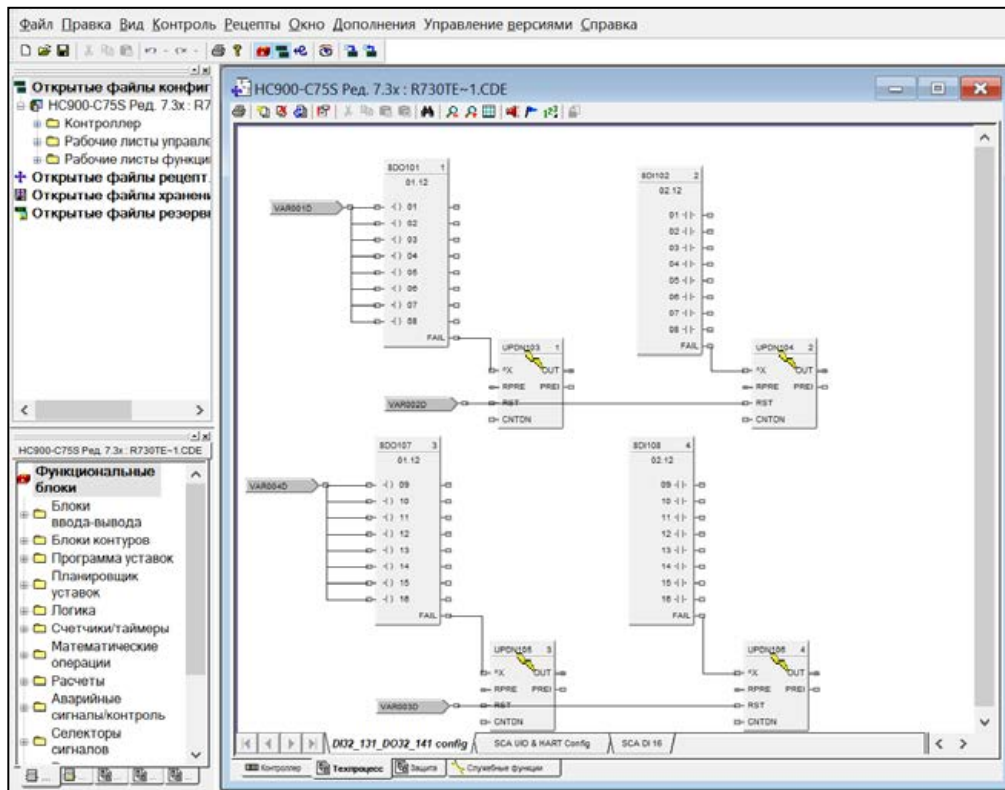 Файл Правка Вид Контроль Рецепты Окно Дополнения Управление версиями Справка
Открытые файлы конфиг
HC900-C75S Ред. 7.3x : R7
Контроллер
Рабочие листы управле
Рабочие листы функци
Открытые файлы рецепт.
Открытые файлы хранени
Открытые файлы резерви
HC900-C75S Ред. 7.3x : R730TE~1.CDE
Функциональные
блоки
Блоки
ввода-вывода
Блоки контуров
Программа уставок
Планировщик
уставок
Логика
Счетчики/таймеры
Математические
операции
Расчеты
Аварийные
сигналы/контроль
Селекторы
сигналов
HC900-C75S Ред. 7.3x : R730TE~1.CDE
8DO101 1
01.12
VAR001D
01
02
03
04
05
06
07
08
FAIL
8DI102 2
02.12
01
02
03
04
05
06
07
08
FAIL
UPDN103 1
^X OUT
RPRE PREI
RST
CNTDN
VAR002D
UPDN104 2
^X OUT
RPRE PREI
RST
CNTDN
8DO107 3
01.12
VAR004D
09
10
11
12
13
14
15
16
FAIL
8DI108 4
02.12
09
10
11
12
13
14
15
16
FAIL
UPDN105 3
^X OUT
RPRE PREI
RST
CNTDN
VAR003D
UPDN106 4
^X OUT
RPRE PREI
RST
CNTDN
DI32_131_DO32_141 config SCA UIO & HART Config SCA DI 16
Контроллер Техпроцесс Защита Служебные функции